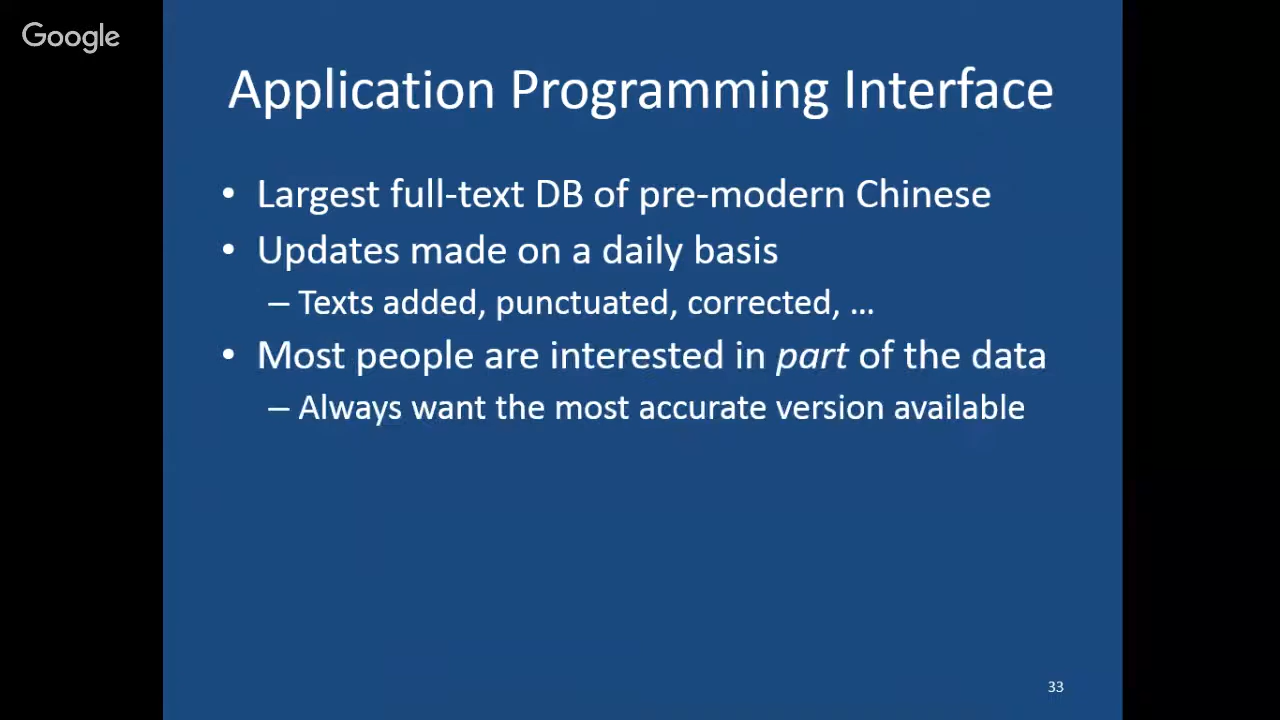 Google
Application Programming Interface
• Largest full-text DB of pre-modern Chinese
• Updates made on a daily basis
– Texts added, punctuated, corrected, ...
• Most people are interested in part of the data
– Always want the most accurate version available
33